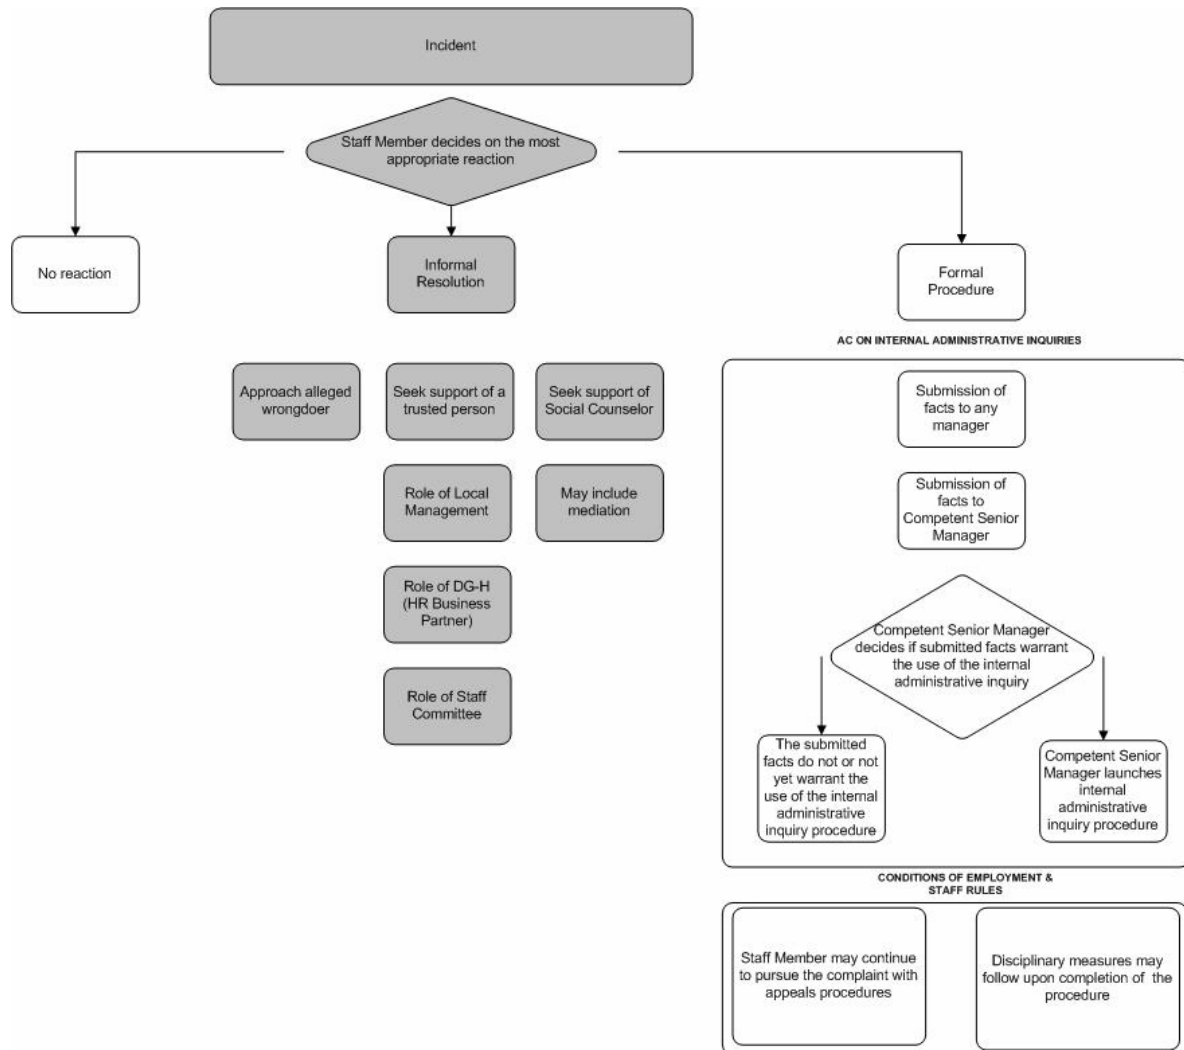 Incident
Staff Member decides on the most
appropriate reaction
No reaction
Informal
Resolution
Formal
Procedure
AC ON INTERNAL ADMINISTRATIVE INQUIRIES
Approach alleged
wrongdoer
Seek support of a
trusted person
Seek support of
Social Counselor
Submission of
facts to any
manager
Role of Local
Management
May include
mediation
Submission of
facts to
Competent Senior
Manager
Role of DG-H
(HR Business
Partner)
Competent Senior Manager
decides if submitted facts warrant
the use of the internal
administrative inquiry
Role of Staff
Committee
The submitted
facts do not or not
yet warrant the
use of the internal
administrative
inquiry procedure
Competent Senior
Manager launches
internal
administrative
inquiry procedure
CONDITIONS OF EMPLOYMENT &
STAFF RULES
Staff Member may continue
to pursue the complaint with
appeals procedures
Disciplinary measures may
follow upon completion of the
procedure